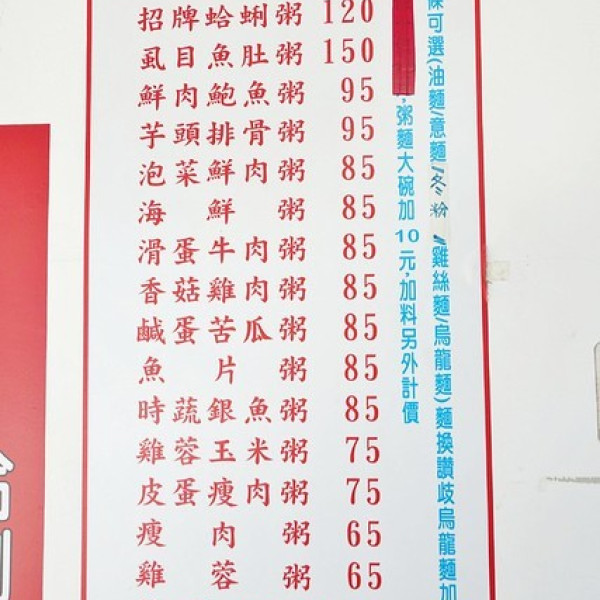 招牌蛤蜊粥 120
虱目魚肚粥 150
鮮肉鮑魚粥 95
芋頭排骨粥 95
泡菜鮮肉粥 85
海鮮粥 85
滑蛋牛肉粥 85
香菇雞肉粥 85
鹹蛋苦瓜粥 85
魚片粥 85
時蔬銀魚粥 85
雞蓉玉米粥 75
皮蛋瘦肉粥 75
瘦肉粥 65
雞蓉粥 65
可選(油麵/意麵/冬粉/雞絲麵/烏龍麵)麵換讚歧烏龍麵加
,粥麵大碗加10元,加料另外計價